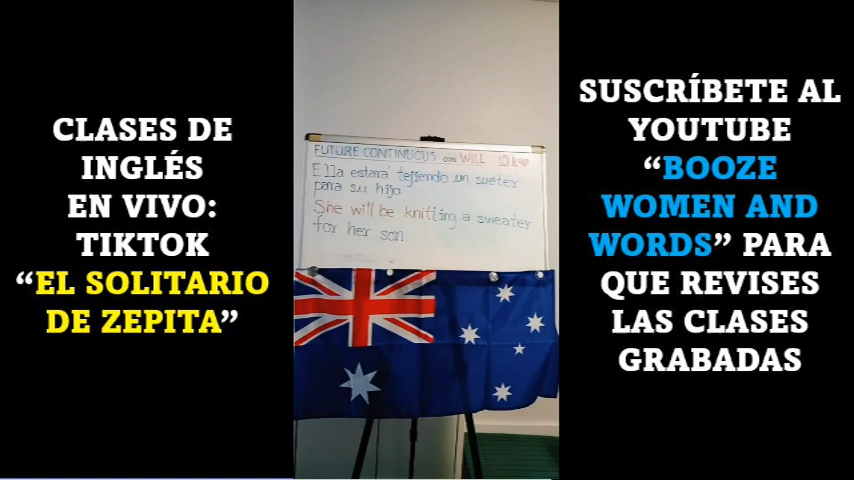 CLASES DE
INGLÉS
EN VIVO:
TIKTOK
“EL SOLITARIO
DE ZEPITA”
FUTURE CONTINUOUS con WILL
Ella estará tejiendo un suéter
para su hijo
She will be knitting a sweater
for her son
SUSCRÍBETE AL
YOUTUBE
“BOOZE
WOMEN AND
WORDS” PARA
QUE REVISES
LAS CLASES
GRABADAS